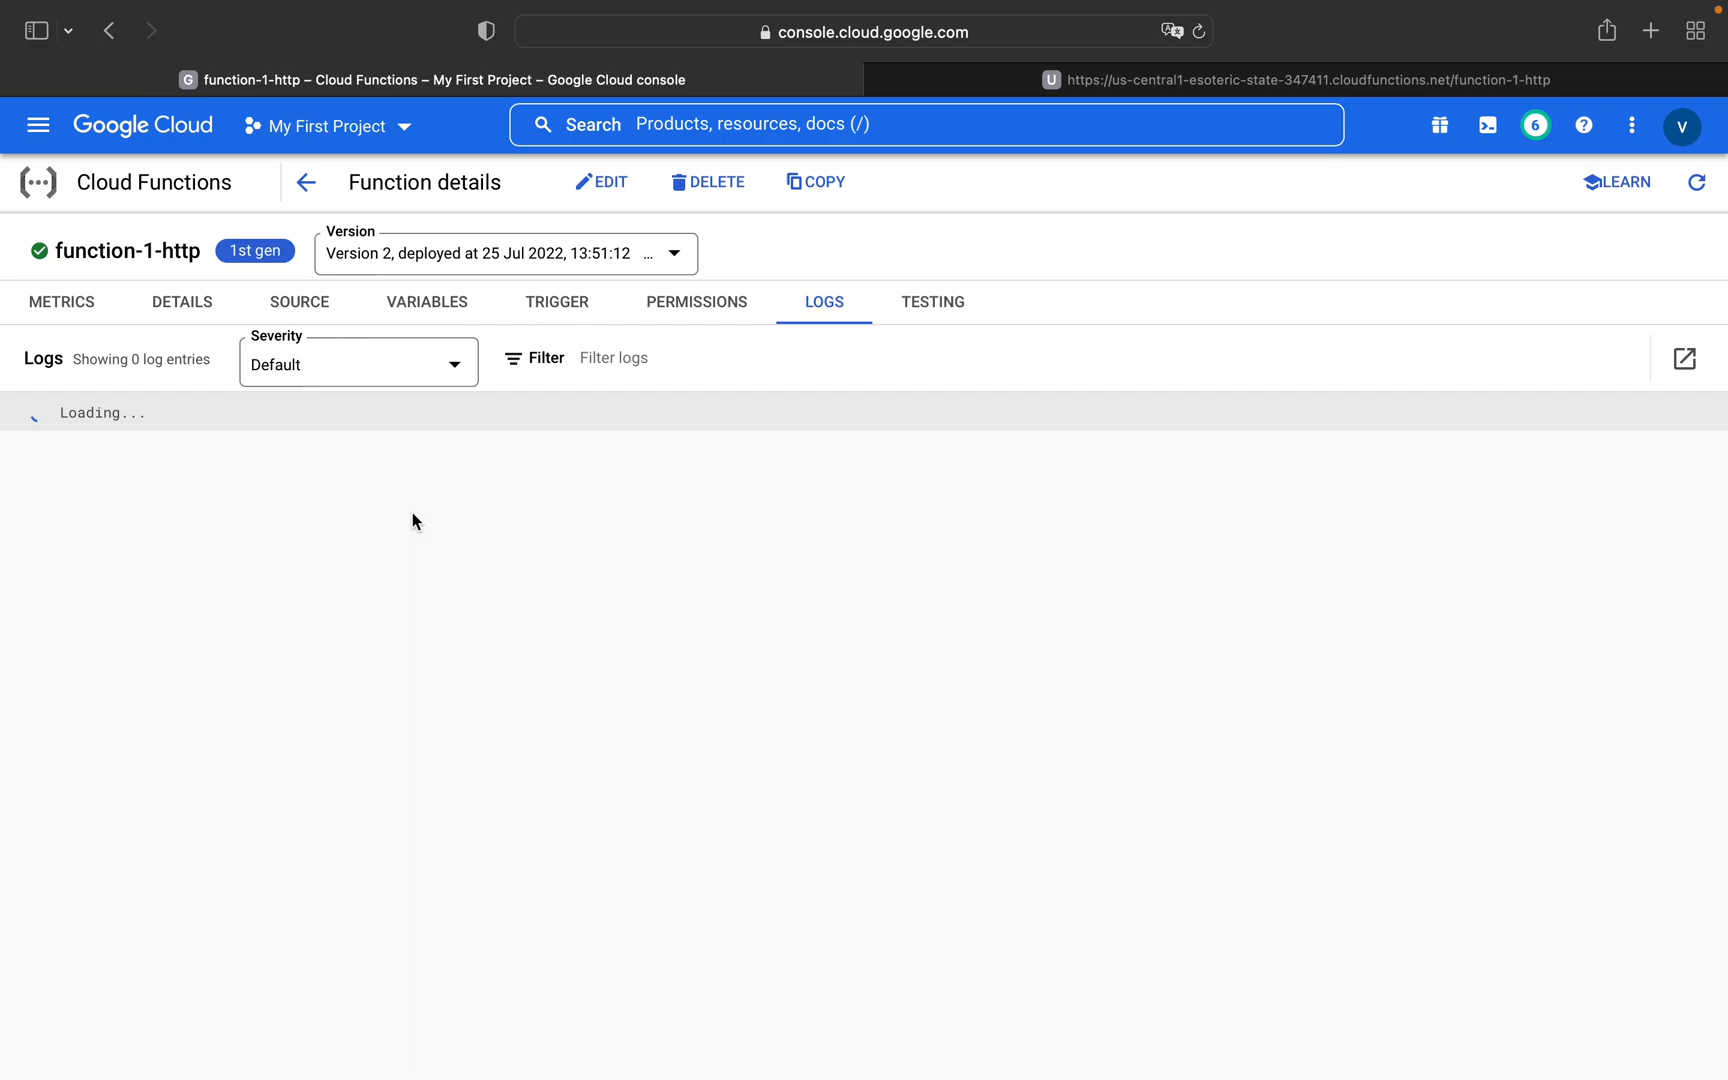 console.cloud.google.com
G function-1-http – Cloud Functions – My First Project – Google Cloud console
U https://us-central1-esoteric-state-347411.cloudfunctions.net/function-1-http
Google Cloud My First Project Search Products, resources, docs (/) 6 ? V
Cloud Functions Function details EDIT DELETE COPY LEARN
function-1-http 1st gen
Version
Version 2, deployed at 25 Jul 2022, 13:51:12 ...
METRICS DETAILS SOURCE VARIABLES TRIGGER PERMISSIONS LOGS TESTING
Logs Showing 0 log entries
Severity
Default
Filter Filter logs
Loading...